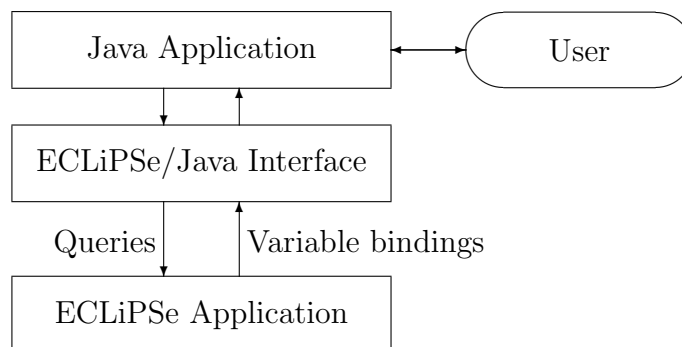 Java Application
User
ECLiPSe/Java Interface
Queries
Variable bindings
ECLiPSe Application